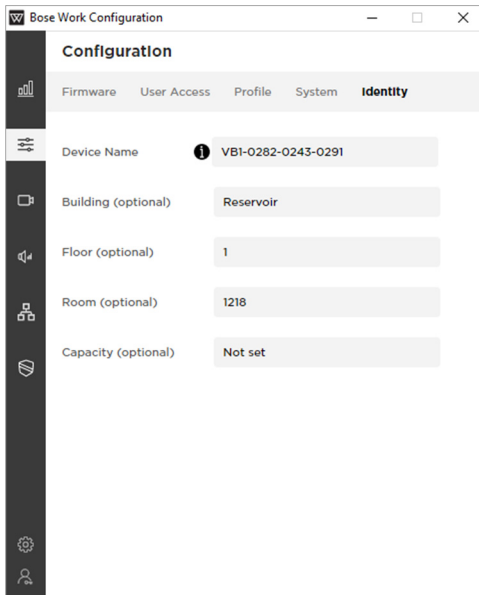 W Bose Work Configuration
Configuration
Firmware User Access Profile System Identity
Device Name i VB1-0282-0243-0291
Building (optional) Reservoir
Floor (optional) 1
Room (optional) 1218
Capacity (optional) Not set